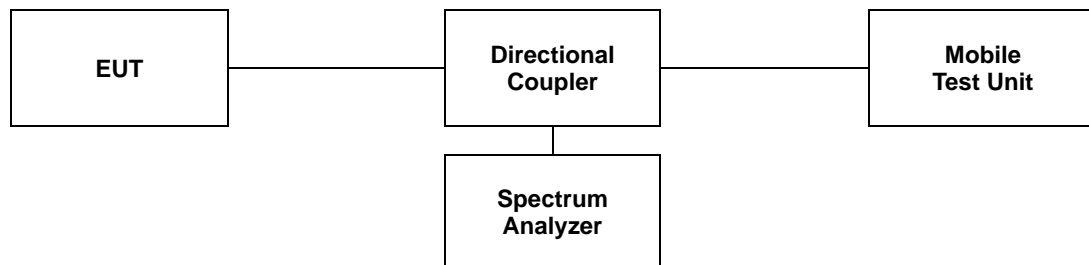 EUT
Directional
Coupler
Mobile
Test Unit
Spectrum
Analyzer